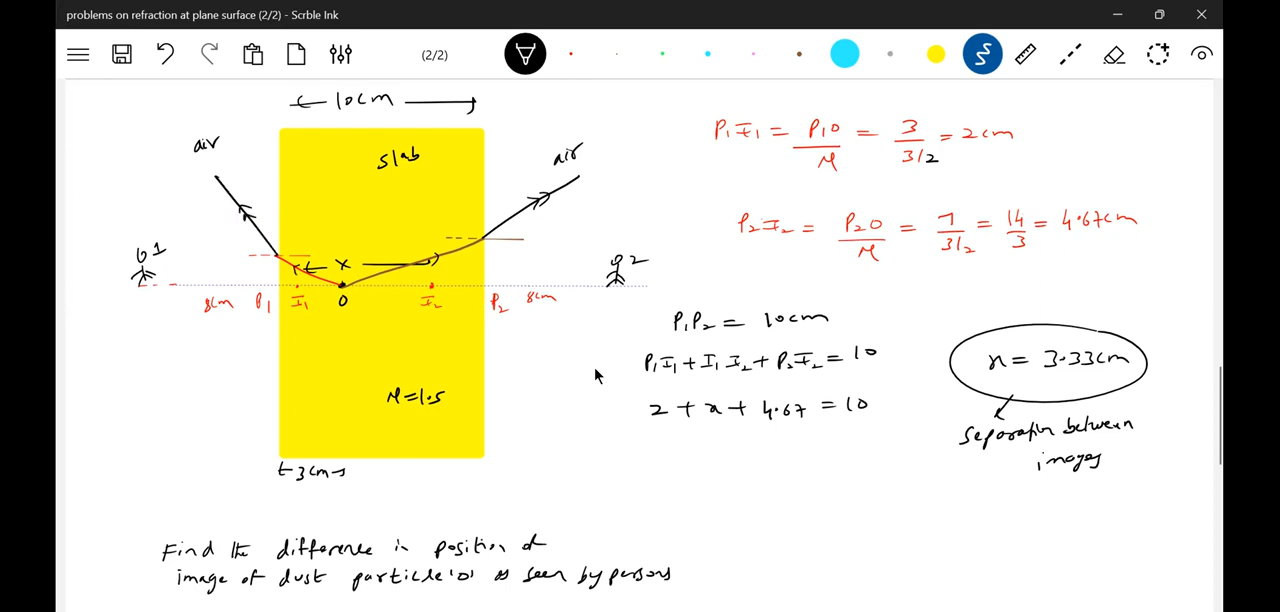 problems on refraction at plane surface (2/2) - Scrble Ink
(2/2)
10cm
air
slab
air
01
x
02
8cm P1 I1 O I2 P2 8cm
M=1.5
3cm
P1I1 = P1O/M = 3/3/2 = 2cm
P2I2 = P2O/M = 7/3/2 = 14/3 = 4.67cm
P1P2 = 10cm
P1I1 + I1I2 + P2I2 = 10
2 + x + 4.67 = 10
x = 3.33cm
between
images
Find the difference in position of
image of dust particle(o) as seen by persons